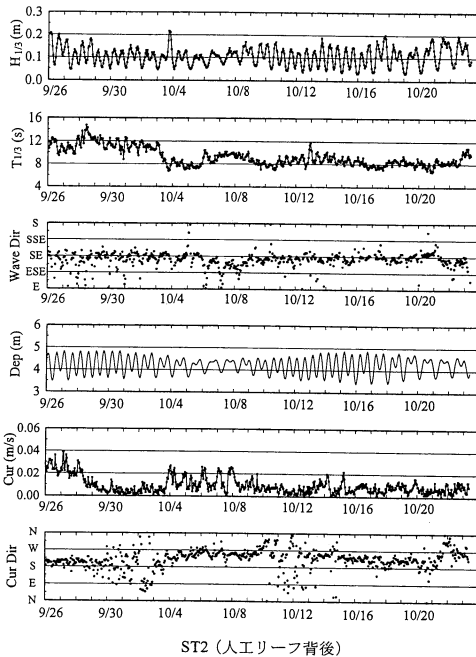 H1/3 (m)
0.3
0.2
0.1
0.0
9/26 9/30 10/4 10/8 10/12 10/16 10/20
T1/3 (s)
16
12
8
4
9/26 9/30 10/4 10/8 10/12 10/16 10/20
Wave Dir
S
SSE
SE
ESE
E
9/26 9/30 10/4 10/8 10/12 10/16 10/20
Dep (m)
6
5
4
3
9/26 9/30 10/4 10/8 10/12 10/16 10/20
Cur (m/s)
0.06
0.04
0.02
0.00
9/26 9/30 10/4 10/8 10/12 10/16 10/20
Cur Dir
N
W
S
E
N
9/26 9/30 10/4 10/8 10/12 10/16 10/20
ST2（人工リーフ背後）